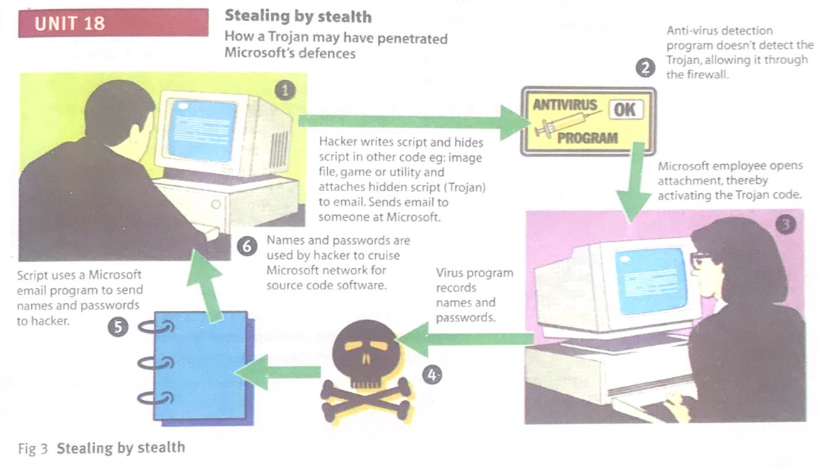 UNIT 18
Stealing by stealth
How a Trojan may have penetrated
Microsoft's defences
1
Hacker writes script and hides
script in other code eg: image
file, game or utility and
attaches hidden script (Trojan)
to email. Sends email to
someone at Microsoft.
2
Anti-virus detection
program doesn't detect the
Trojan, allowing it through
the firewall.
ANTIVIRUS OK
PROGRAM
Microsoft employee opens
attachment, thereby
activating the Trojan code.
3
Virus program
records
names and
passwords.
4
Script uses a Microsoft
email program to send
names and passwords
to hacker.
5
6
Names and passwords are
used by hacker to cruise
Microsoft network for
source code software.
Fig 3 Stealing by stealth